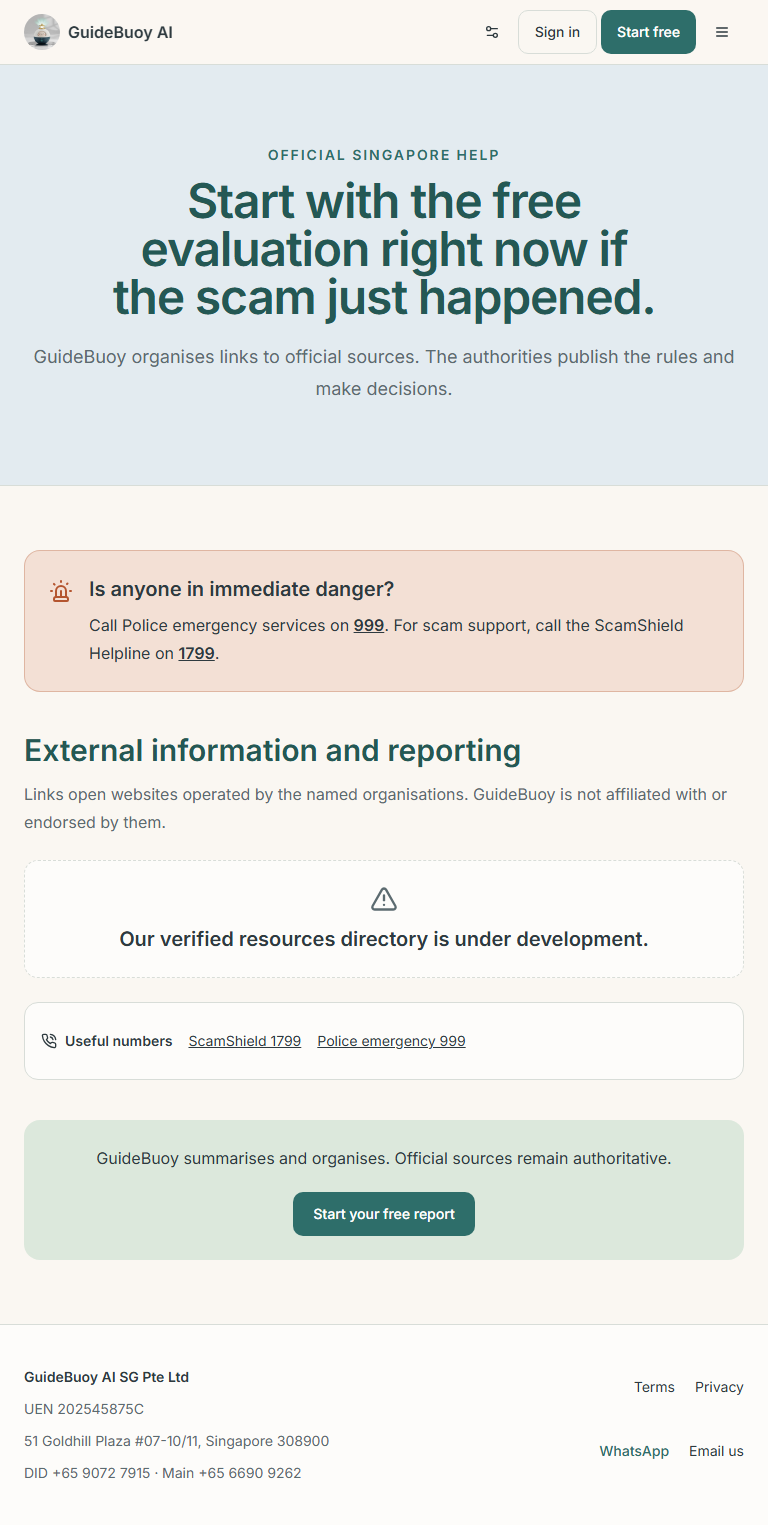 GuideBuoy AI
Sign in
Start free
OFFICIAL SINGAPORE HELP
Start with the free
evaluation right now if
the scam just happened.
GuideBuoy organises links to official sources. The authorities publish the rules and
make decisions.
Is anyone in immediate danger?
Call Police emergency services on 999. For scam support, call the ScamShield
Helpline on 1799.
External information and reporting
Links open websites operated by the named organisations. GuideBuoy is not affiliated with or
endorsed by them.
Our verified resources directory is under development.
Useful numbers ScamShield 1799 Police emergency 999
GuideBuoy summarises and organises. Official sources remain authoritative.
Start your free report
GuideBuoy AI SG Pte Ltd
UEN 202545875C
51 Goldhill Plaza #07-10/11, Singapore 308900
DID +65 9072 7915 · Main +65 6690 9262
Terms Privacy
WhatsApp Email us